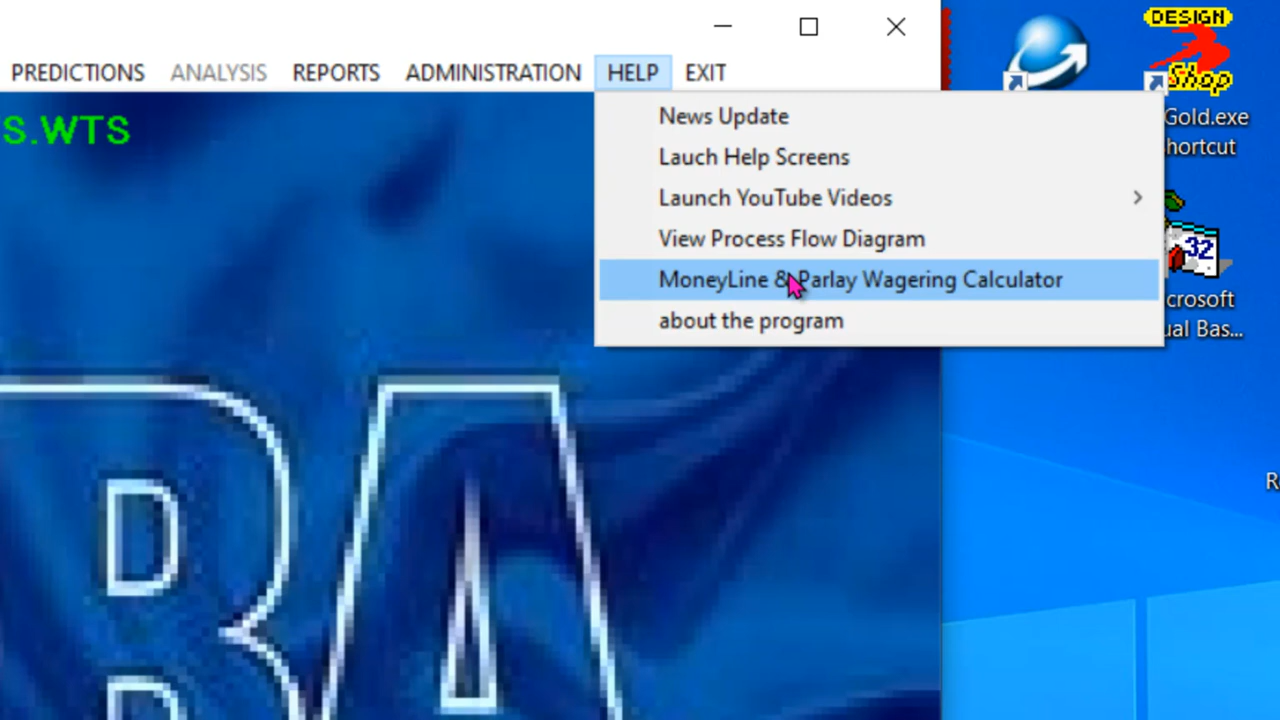 PREDICTIONS ANALYSIS REPORTS ADMINISTRATION HELP EXIT
S.WTS
News Update
Lauch Help Screens
Launch YouTube Videos
View Process Flow Diagram
MoneyLine & Parlay Wagering Calculator
about the program
BA
DESIGN
Shop
Gold.exe
hortcut
32
crosoft
ual Bas...
R